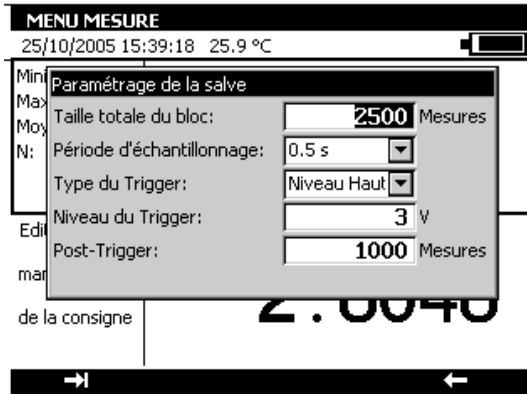 MENU MESURE
25/10/2005 15:39:18 25.9 °C
Paramétrage de la salve
Taille totale du bloc: 2500 Mesures
Période d'échantillonnage: 0.5 s
Type du Trigger: Niveau Haut
Niveau du Trigger: 3 V
Post-Trigger: 1000 Mesures
N:
de la consigne